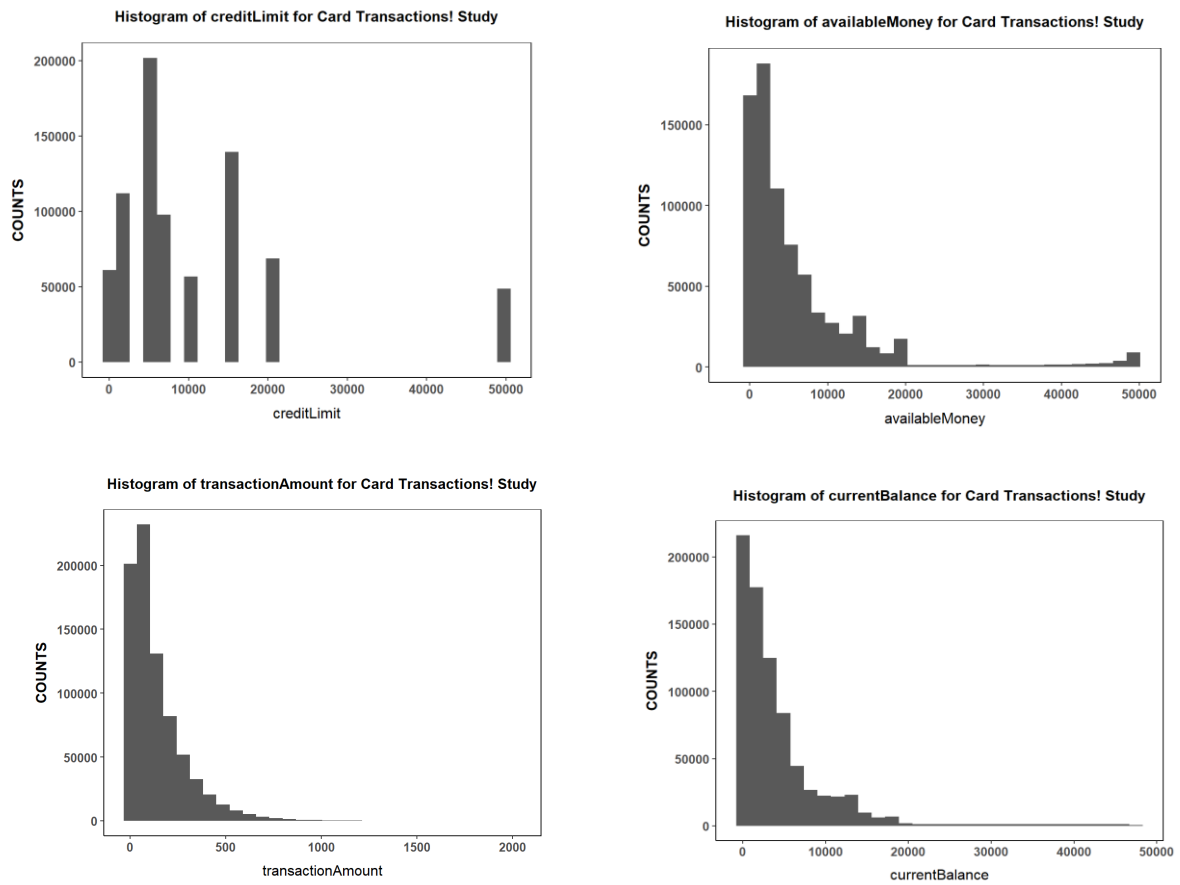 Histogram of creditLimit for Card Transactions! Study
200000
150000
100000
50000
0
COUNTS
0 10000 20000 30000 40000 50000
creditLimit
Histogram of availableMoney for Card Transactions! Study
150000
100000
50000
0
COUNTS
0 10000 20000 30000 40000 50000
availableMoney
Histogram of transactionAmount for Card Transactions! Study
200000
150000
100000
50000
0
COUNTS
0 500 1000 1500 2000
transactionAmount
Histogram of currentBalance for Card Transactions! Study
200000
150000
100000
50000
0
COUNTS
0 10000 20000 30000 40000 50000
currentBalance